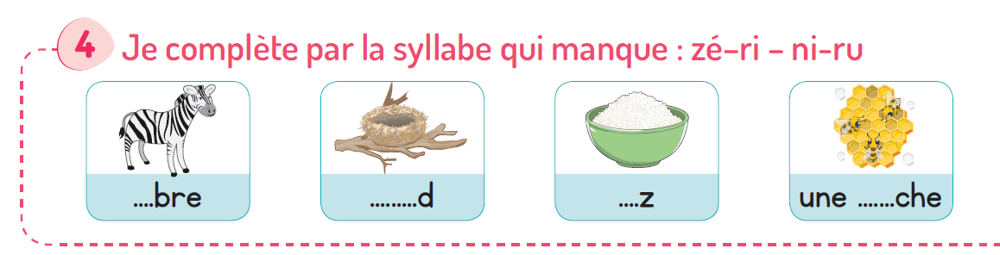 4 Je complète par la syllabe qui manque : zé-ri - ni-ru
....bre .........d ....z une .......che